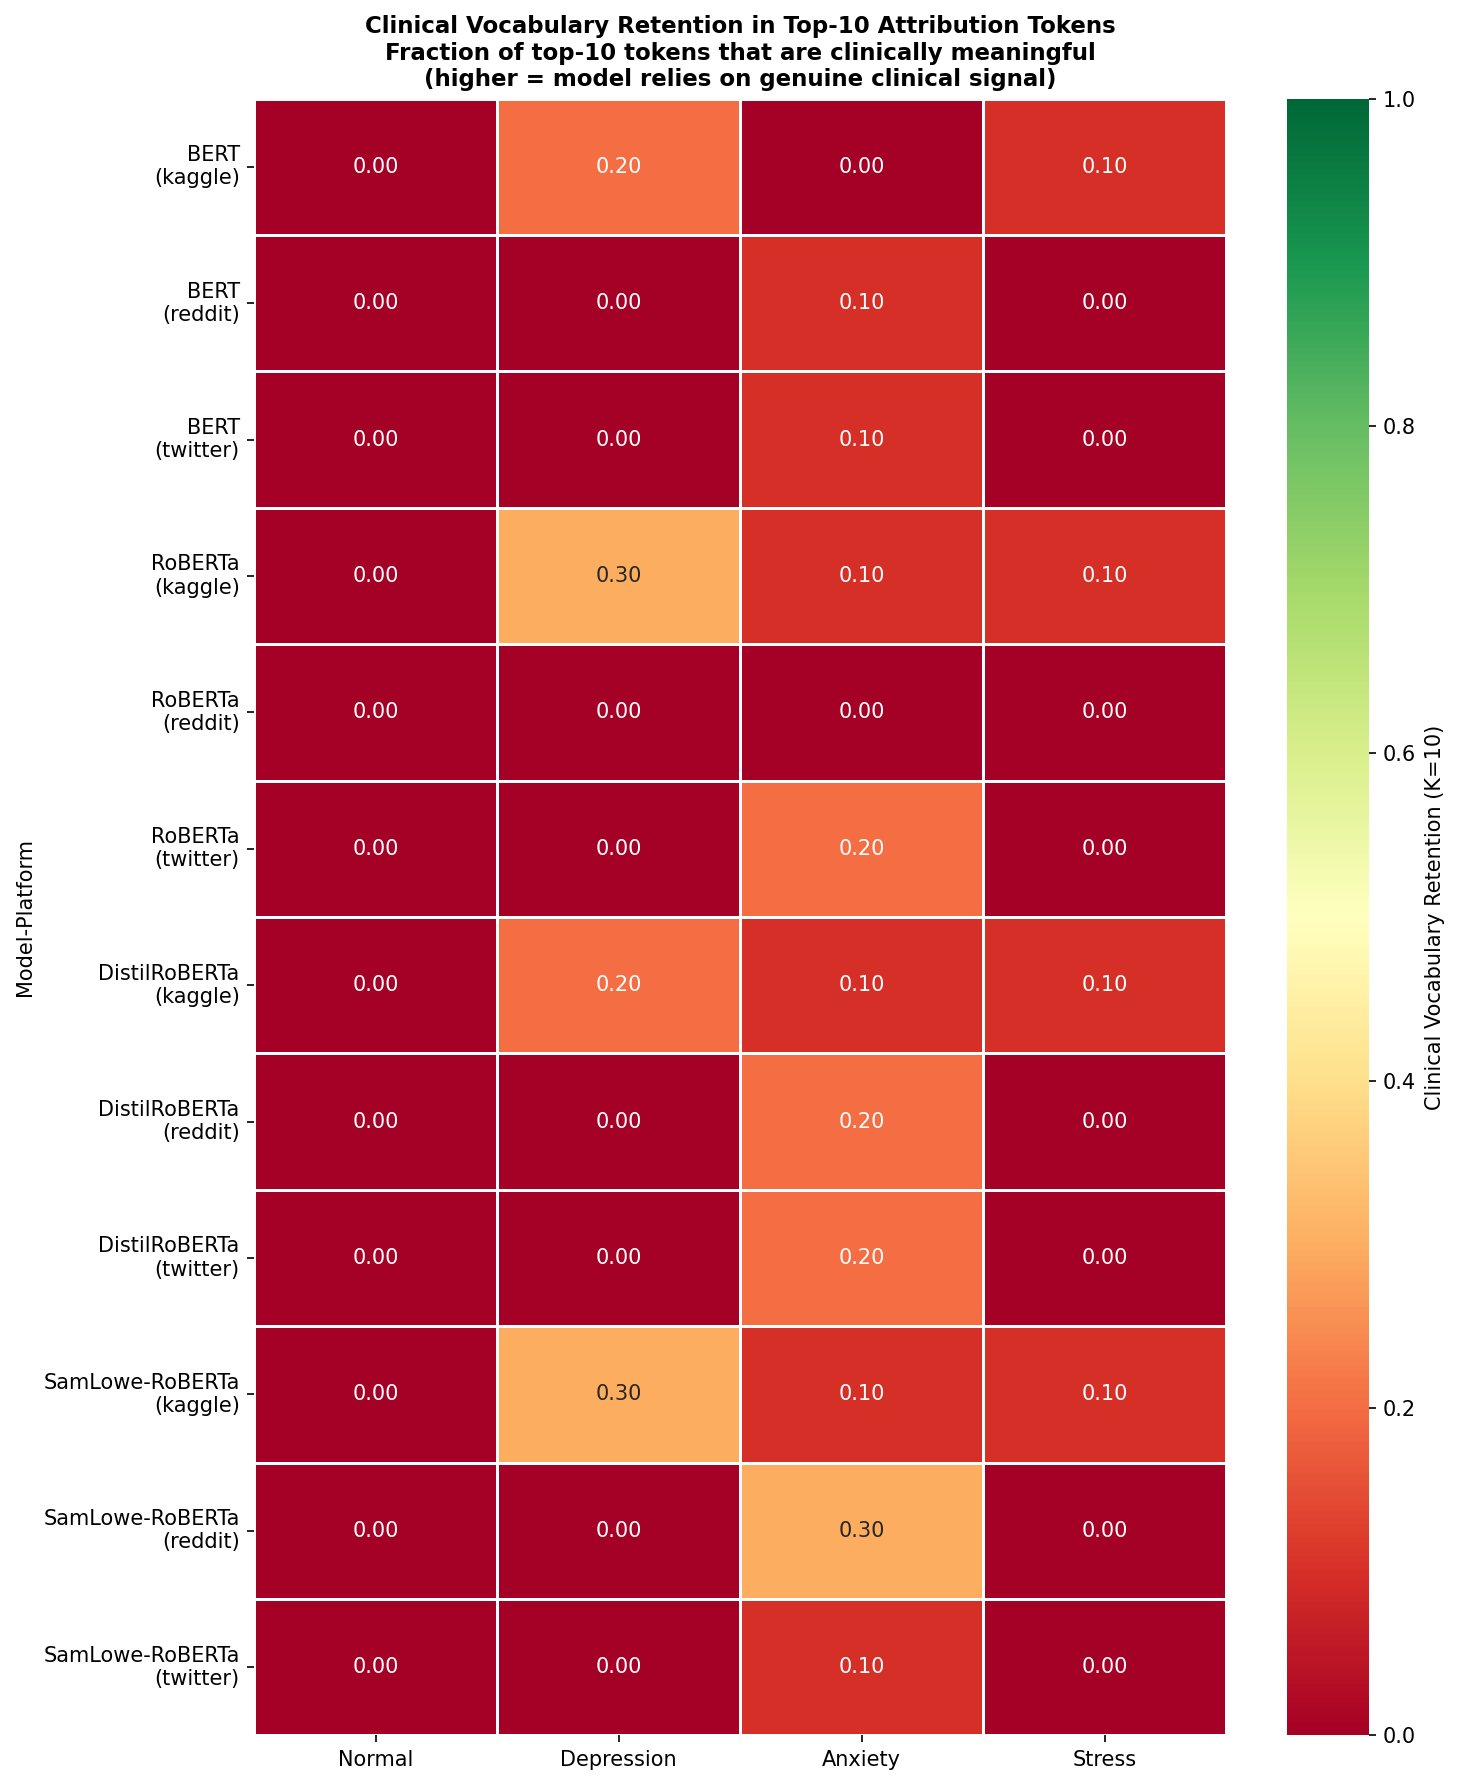 Clinical Vocabulary Retention in Top-10 Attribution Tokens
Fraction of top-10 tokens that are clinically meaningful
(higher = model relies on genuine clinical signal)
Model-Platform
BERT
(kaggle)
0.00 0.20 0.00 0.10
BERT
(reddit)
0.00 0.00 0.10 0.00
BERT
(twitter)
0.00 0.00 0.10 0.00
RoBERTa
(kaggle)
0.00 0.30 0.10 0.10
RoBERTa
(reddit)
0.00 0.00 0.00 0.00
RoBERTa
(twitter)
0.00 0.00 0.20 0.00
DistilRoBERTa
(kaggle)
0.00 0.20 0.10 0.10
DistilRoBERTa
(reddit)
0.00 0.00 0.20 0.00
DistilRoBERTa
(twitter)
0.00 0.00 0.20 0.00
SamLowe-RoBERTa
(kaggle)
0.00 0.30 0.10 0.10
SamLowe-RoBERTa
(reddit)
0.00 0.00 0.30 0.00
SamLowe-RoBERTa
(twitter)
0.00 0.00 0.10 0.00
Normal Depression Anxiety Stress
1.0
0.8
0.6
0.4
0.2
0.0
Clinical Vocabulary Retention (K=10)